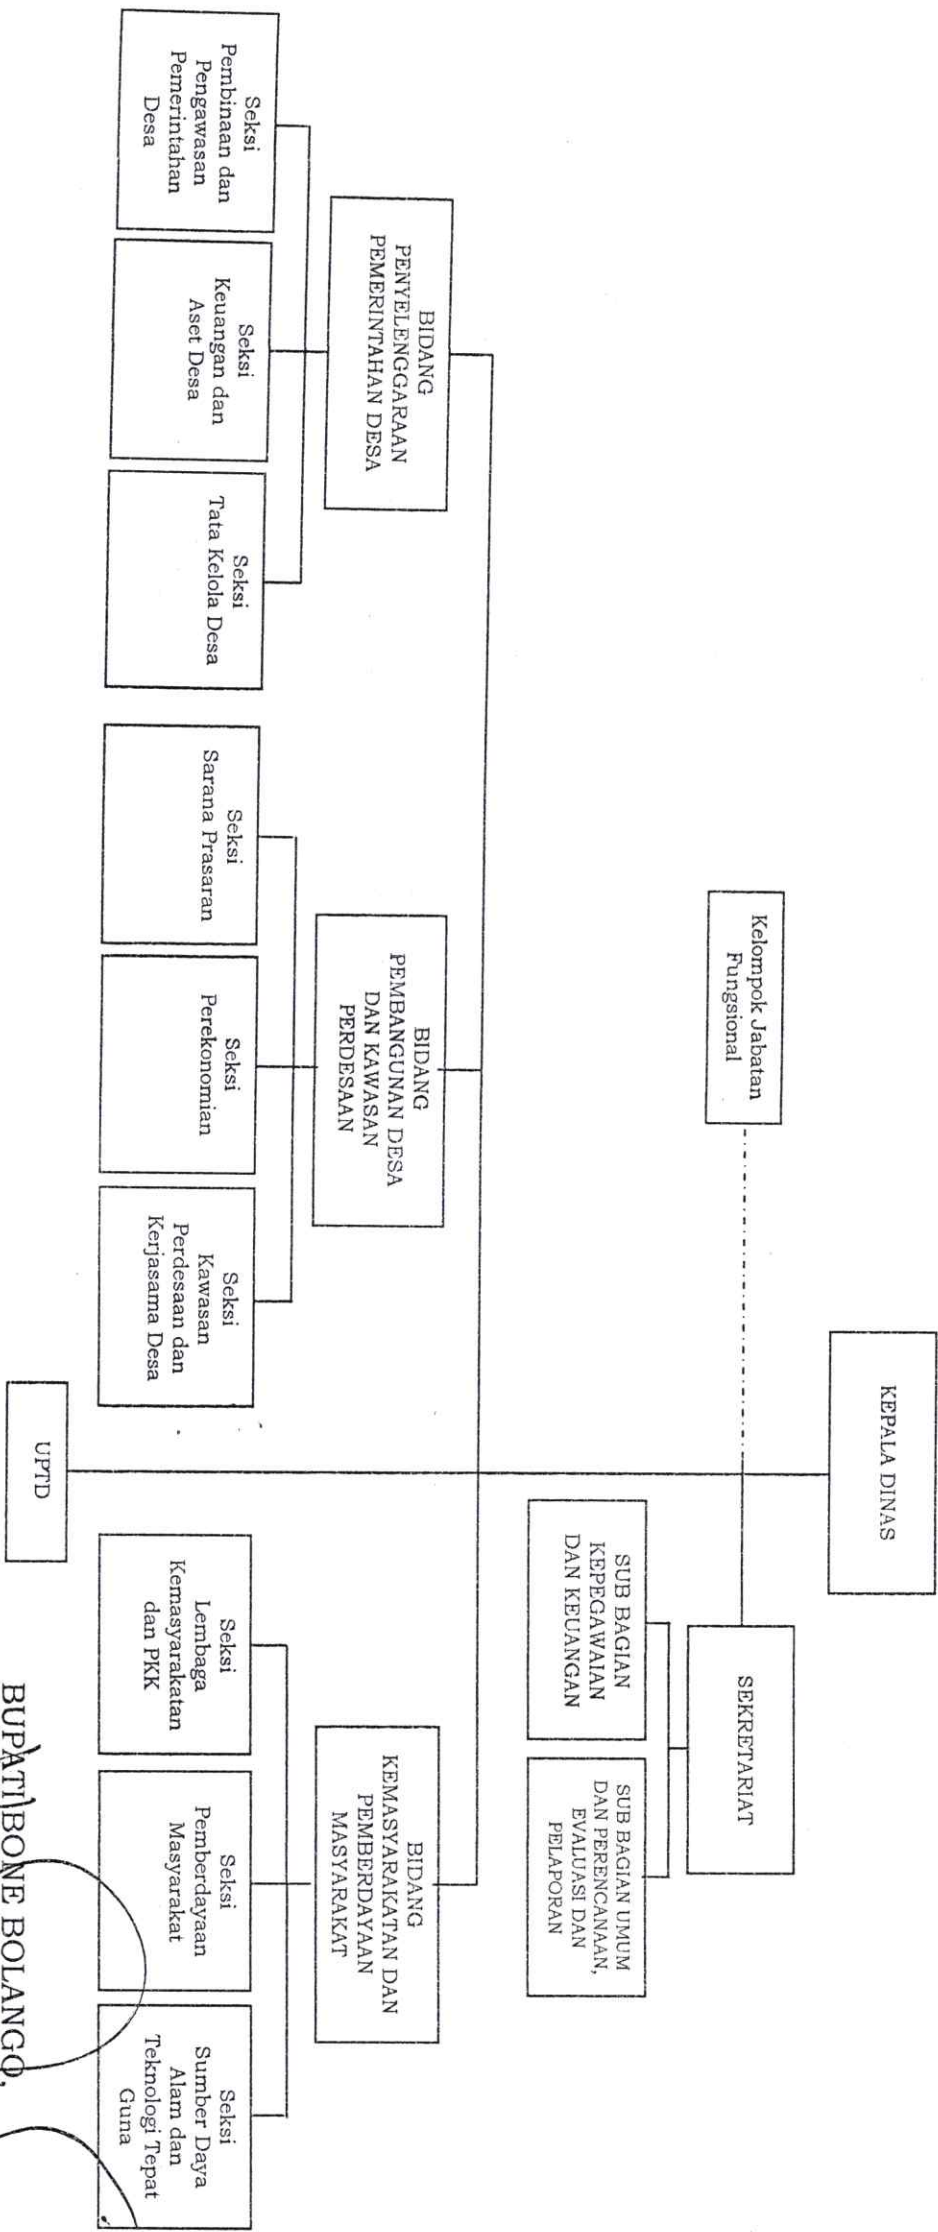 KEPALA DINAS
Kelompok Jabatan
Fungsional
SEKRETARIAT
SUB BAGIAN
KEPEGAWAIAN
DAN KEUANGAN
SUB BAGIAN UMUM
DAN PERENCANAAN,
EVALUASI DAN
PELAPORAN
BIDANG
PENYELENGGARAAN
PEMERINTAHAN DESA
BIDANG
PEMBANGUNAN DESA
DAN KAWASAN
PERDESAAN
BIDANG
KEMASYARAKATAN DAN
PEMBERDAYAAN
MASYARAKAT
Seksi
Pembinaan dan
Pengawasan
Pemerintahan
Desa
Seksi
Keuangan dan
Aset Desa
Seksi
Tata Kelola Desa
Seksi
Sarana Prasaran
Seksi
Perekonomian
Seksi
Kawasan
Perdesaan dan
Kerjasama Desa
Seksi
Lembaga
Kemasyarakatan
dan PKK
Seksi
Pemberdayaan
Masyarakat
Seksi
Sumber Daya
Alam dan
Teknologi Tepat
Guna
UPTD
BUPATI BONE BOLANGO,